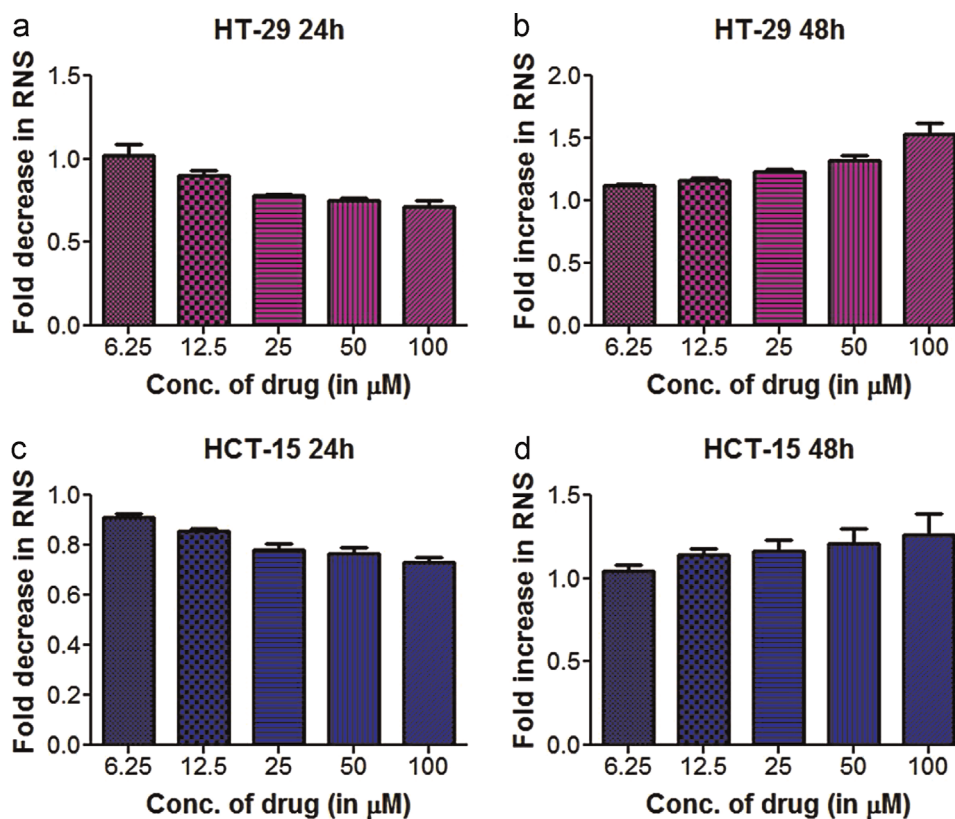 a
HT-29 24h
Fold decrease in RNS
1.5
1.0
0.5
0.0
6.25 12.5 25 50 100
Conc. of drug (in μM)
b
HT-29 48h
Fold increase in RNS
2.0
1.5
1.0
0.5
0.0
6.25 12.5 25 50 100
Conc. of drug (in μM)
c
HCT-15 24h
Fold decrease in RNS
1.0
0.8
0.6
0.4
0.2
0.0
6.25 12.5 25 50 100
Conc. of drug (in μM)
d
HCT-15 48h
Fold increase in RNS
1.5
1.0
0.5
0.0
6.25 12.5 25 50 100
Conc. of drug (in μM)